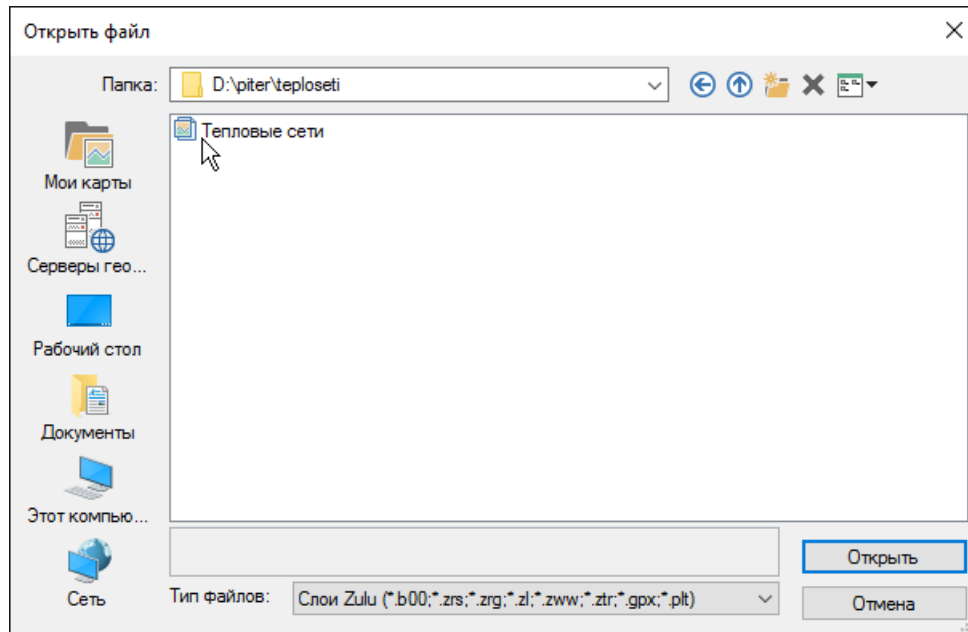 Открыть файл
Папка:
D:\piter\teploseti
Тепловые сети
Мои карты
Серверы гео...
Рабочий стол
Документы
Этот компью...
Сеть
Открыть
Тип файлов:
Слои Zulu (*.b00;*.zrs;*.zrg;*.zl;*.zww;*.ztr;*.gpx;*.plt)
Отмена